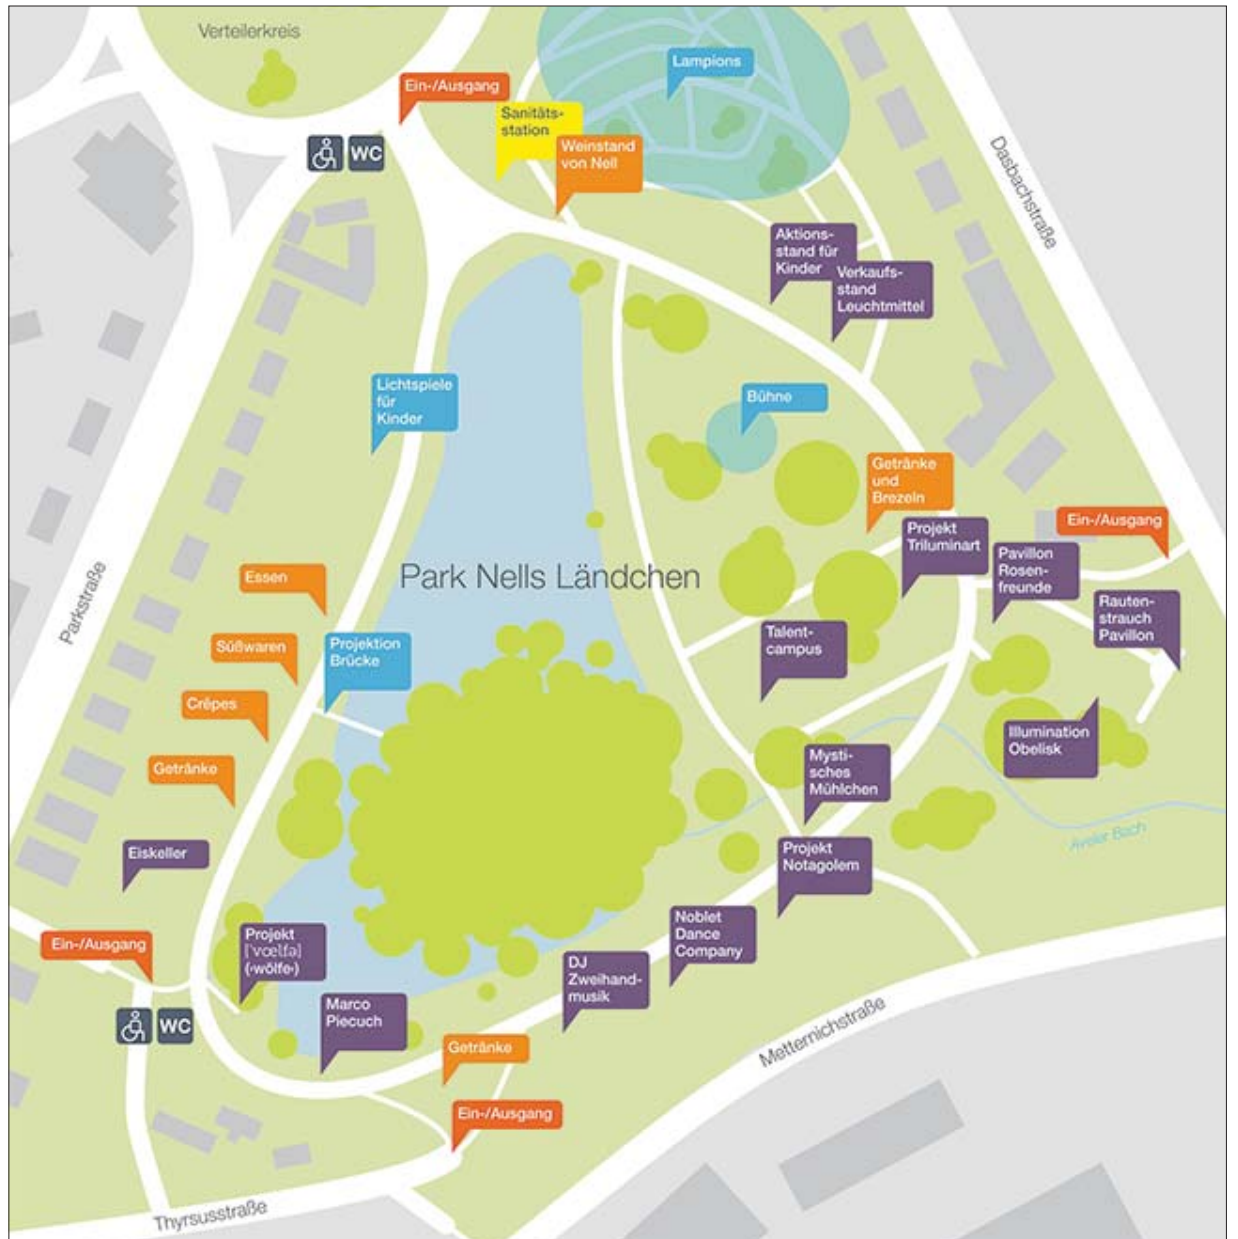 Verteilerkreis
Lampions
Ein-/Ausgang
Sanitäts-
station
Weinstand
von Nell
WC
Dasbachstraße
Aktions-
stand für
Kinder
Verkaufs-
stand
Leuchtmittel
Lichtspiele
für
Kinder
Bühne
Getränke
und
Brezeln
Ein-/Ausgang
Projekt
Triluminart
Pavillon
Rosen-
freunde
Parkstraße
Essen
Park Nells Ländchen
Rauten-
strauch
Pavillon
Süßwaren
Projektion
Brücke
Talent-
campus
Crêpes
Illumination
Obelisk
Getränke
Mysti-
sches
Mühlchen
Aveler Bach
Eiskeller
Projekt
Notagolem
Ein-/Ausgang
Projekt
['vœlfə]
(‹wölfe›)
Noblet
Dance
Company
DJ
Zweihand-
musik
Marco
Piecuch
WC
Getränke
Metternichstraße
Ein-/Ausgang
Thyrsusstraße